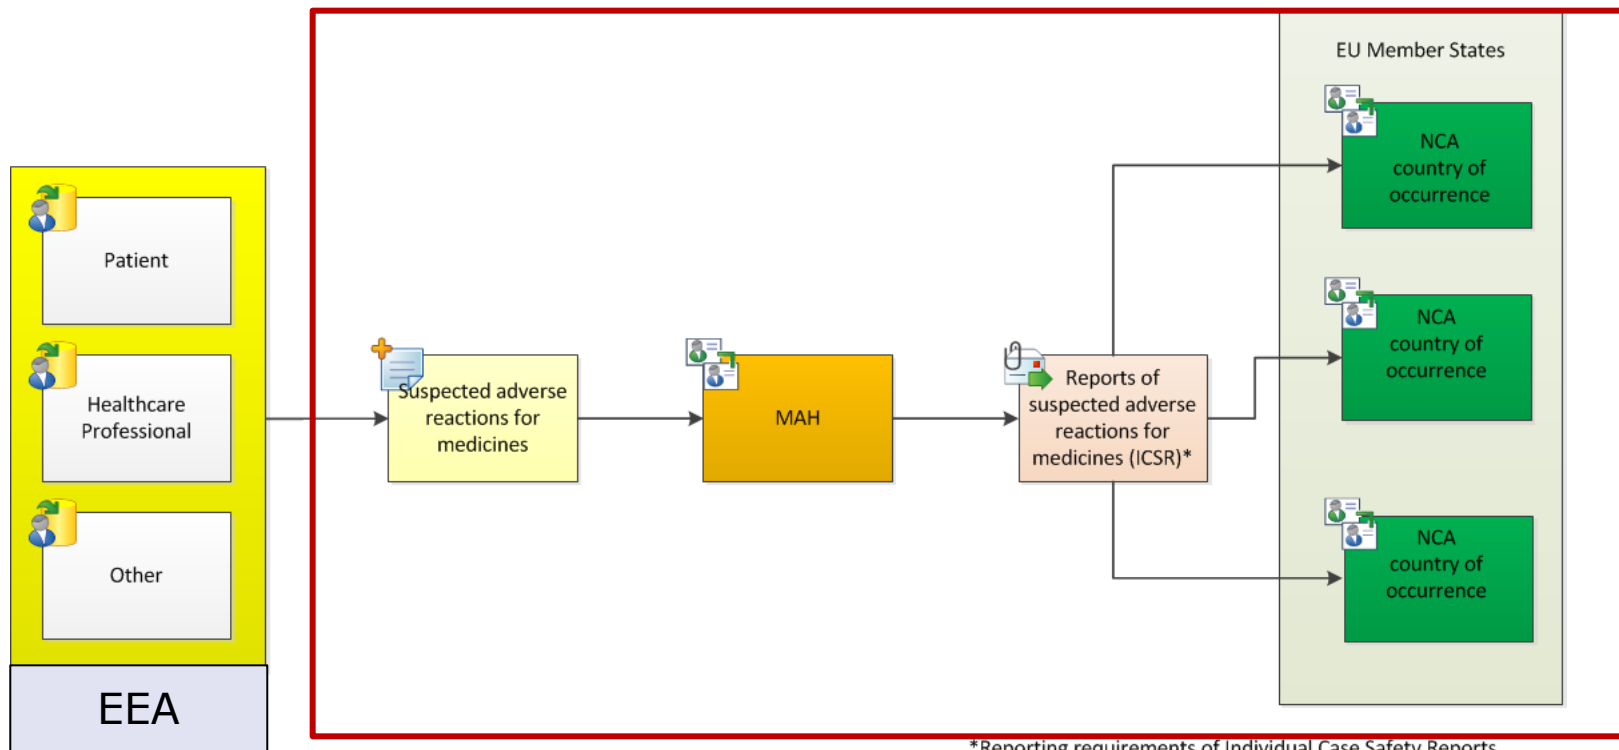 EU Member States
NCA
country of
occurrence
Patient
NCA
country of
occurrence
Healthcare
Professional
Suspected adverse
reactions for
medicines
MAH
Reports of
suspected adverse
reactions for
medicines (ICSR)*
NCA
country of
occurrence
Other
EEA
*Reporting requirements of Individual Case Safety Reports